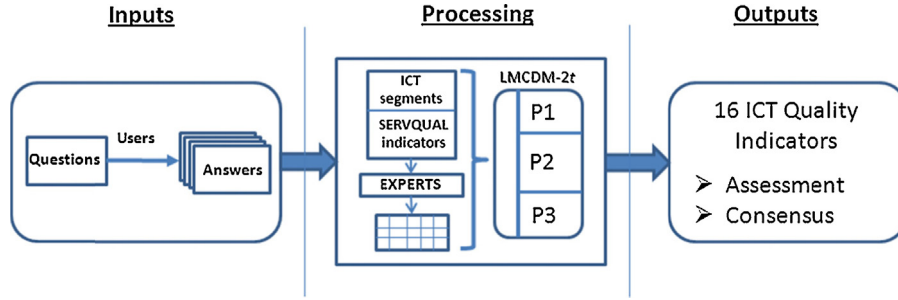 Inputs
Processing
Outputs
Users
Questions
Answers
ICT
segments
SERVQUAL
indicators
EXPERTS
LMCDM-2t
P1
P2
P3
16 ICT Quality
Indicators
➢ Assessment
➢ Consensus